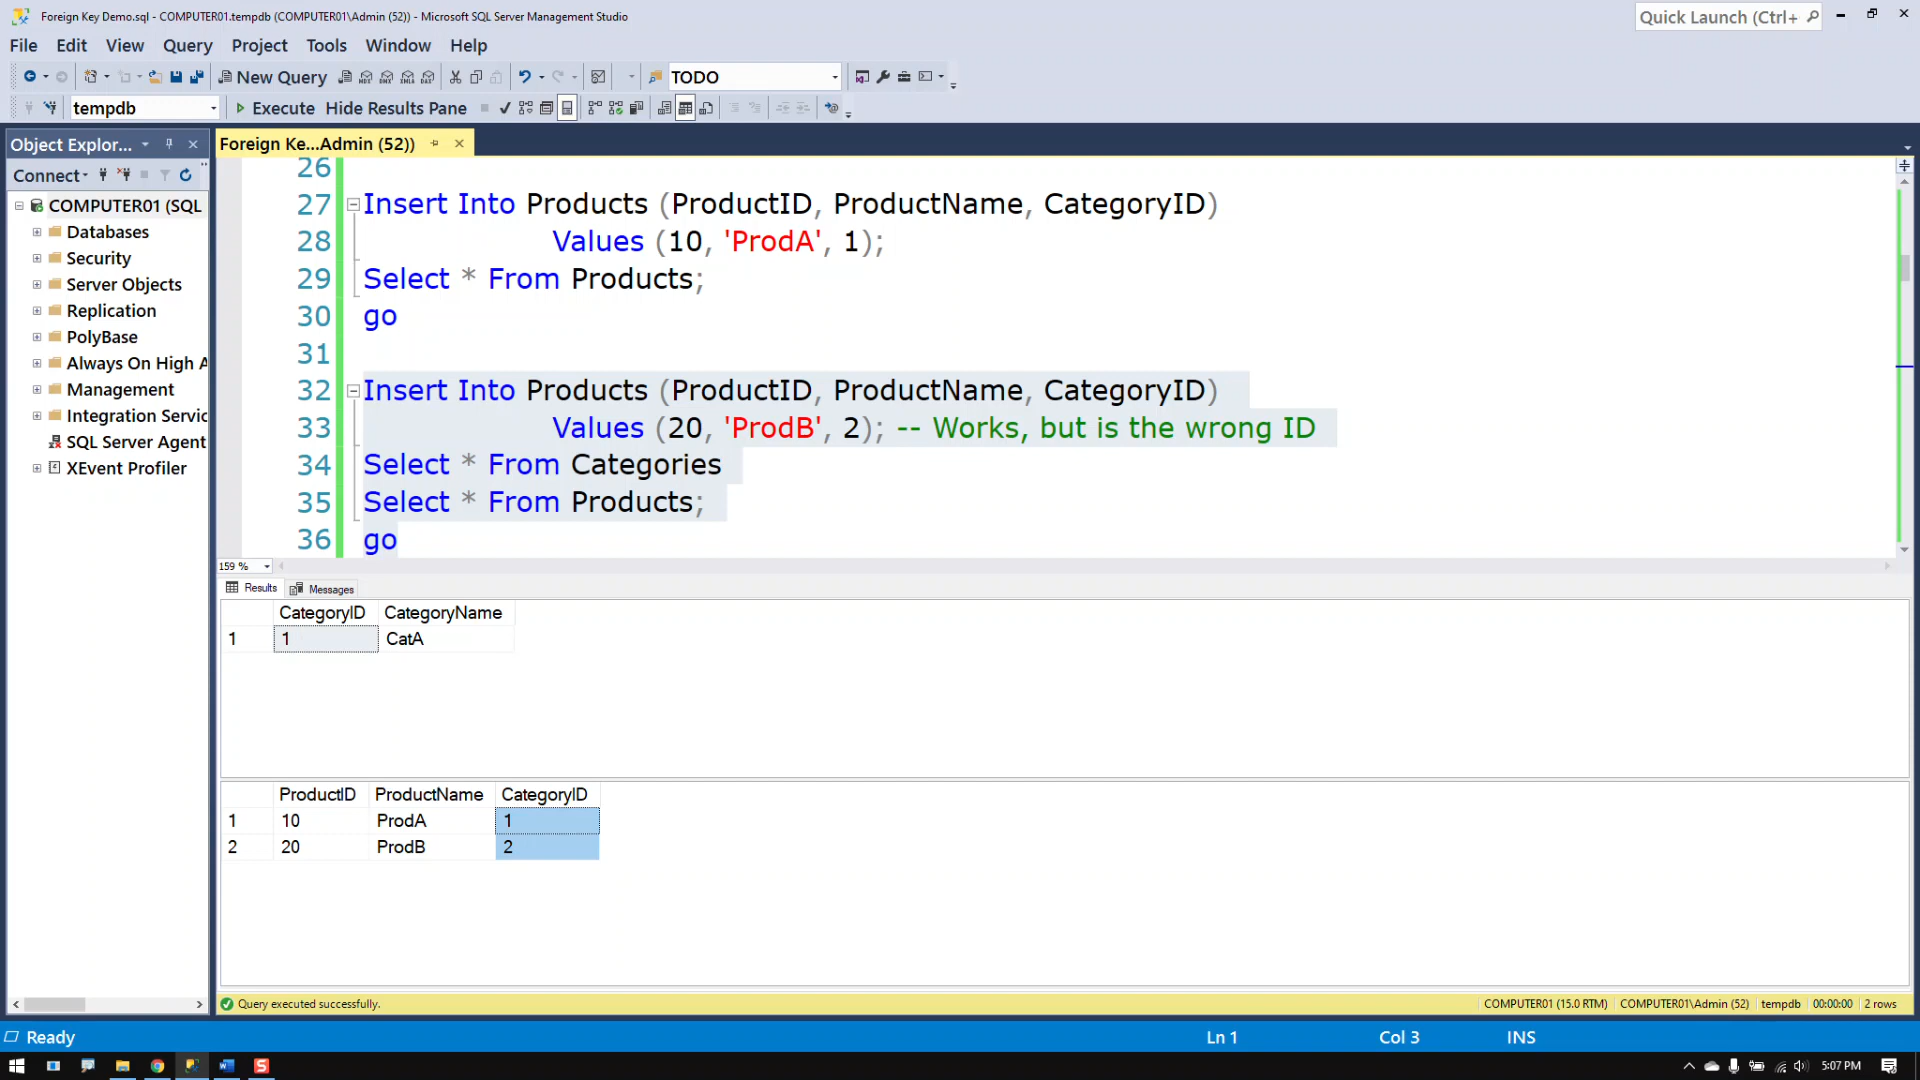 Foreign Key Demo.sql - COMPUTER01.tempdb (COMPUTER01\Admin (52)) - Microsoft SQL Server Management Studio
Quick Launch (Ctrl+
File Edit View Query Project Tools Window Help
New Query
TODO
tempdb
Execute Hide Results Pane
Object Explor...
Foreign Ke...Admin (52))
Connect
COMPUTER01 (SQL
Databases
Security
Server Objects
Replication
PolyBase
Always On High A
Management
Integration Servic
SQL Server Agent
XEvent Profiler
26
27 Insert Into Products (ProductID, ProductName, CategoryID)
28 Values (10, 'ProdA', 1);
29 Select * From Products;
30 go
31
32 Insert Into Products (ProductID, ProductName, CategoryID)
33 Values (20, 'ProdB', 2); -- Works, but is the wrong ID
34 Select * From Categories
35 Select * From Products;
36 go
159 %
Results Messages
CategoryID CategoryName
1 1 CatA
ProductID ProductName CategoryID
1 10 ProdA 1
2 20 ProdB 2
Query executed successfully.
COMPUTER01 (15.0 RTM) COMPUTER01\Admin (52) tempdb 00:00:00 2 rows
Ready Ln 1 Col 3 INS
5:07 PM